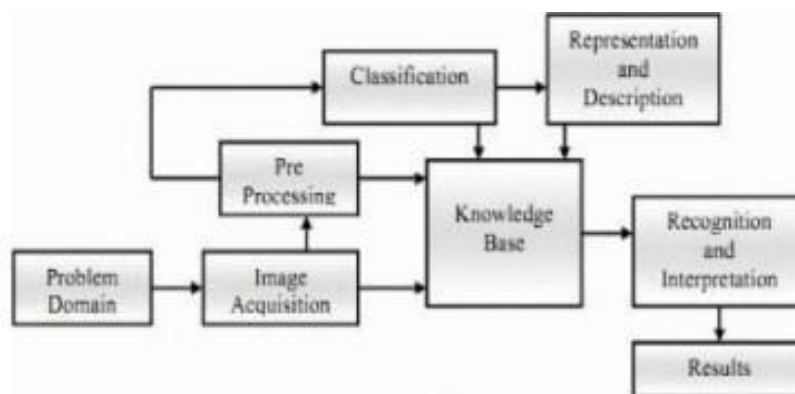 Representation
and
Description
Classification
Pre
Processing
Knowledge
Base
Recognition
and
Interpretation
Problem
Domain
Image
Acquisition
Results